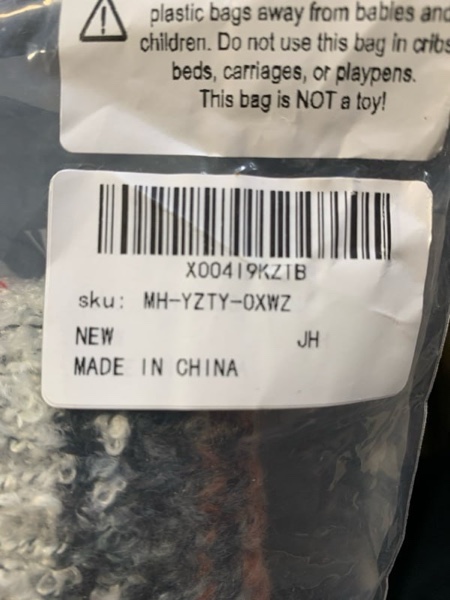 plastic bags away from babies and
children. Do not use this bag in cribs
beds, carriages, or playpens.
This bag is NOT a toy!
X00419KZTB
sku: MH-YZTY-0XWZ
NEW JH
MADE IN CHINA